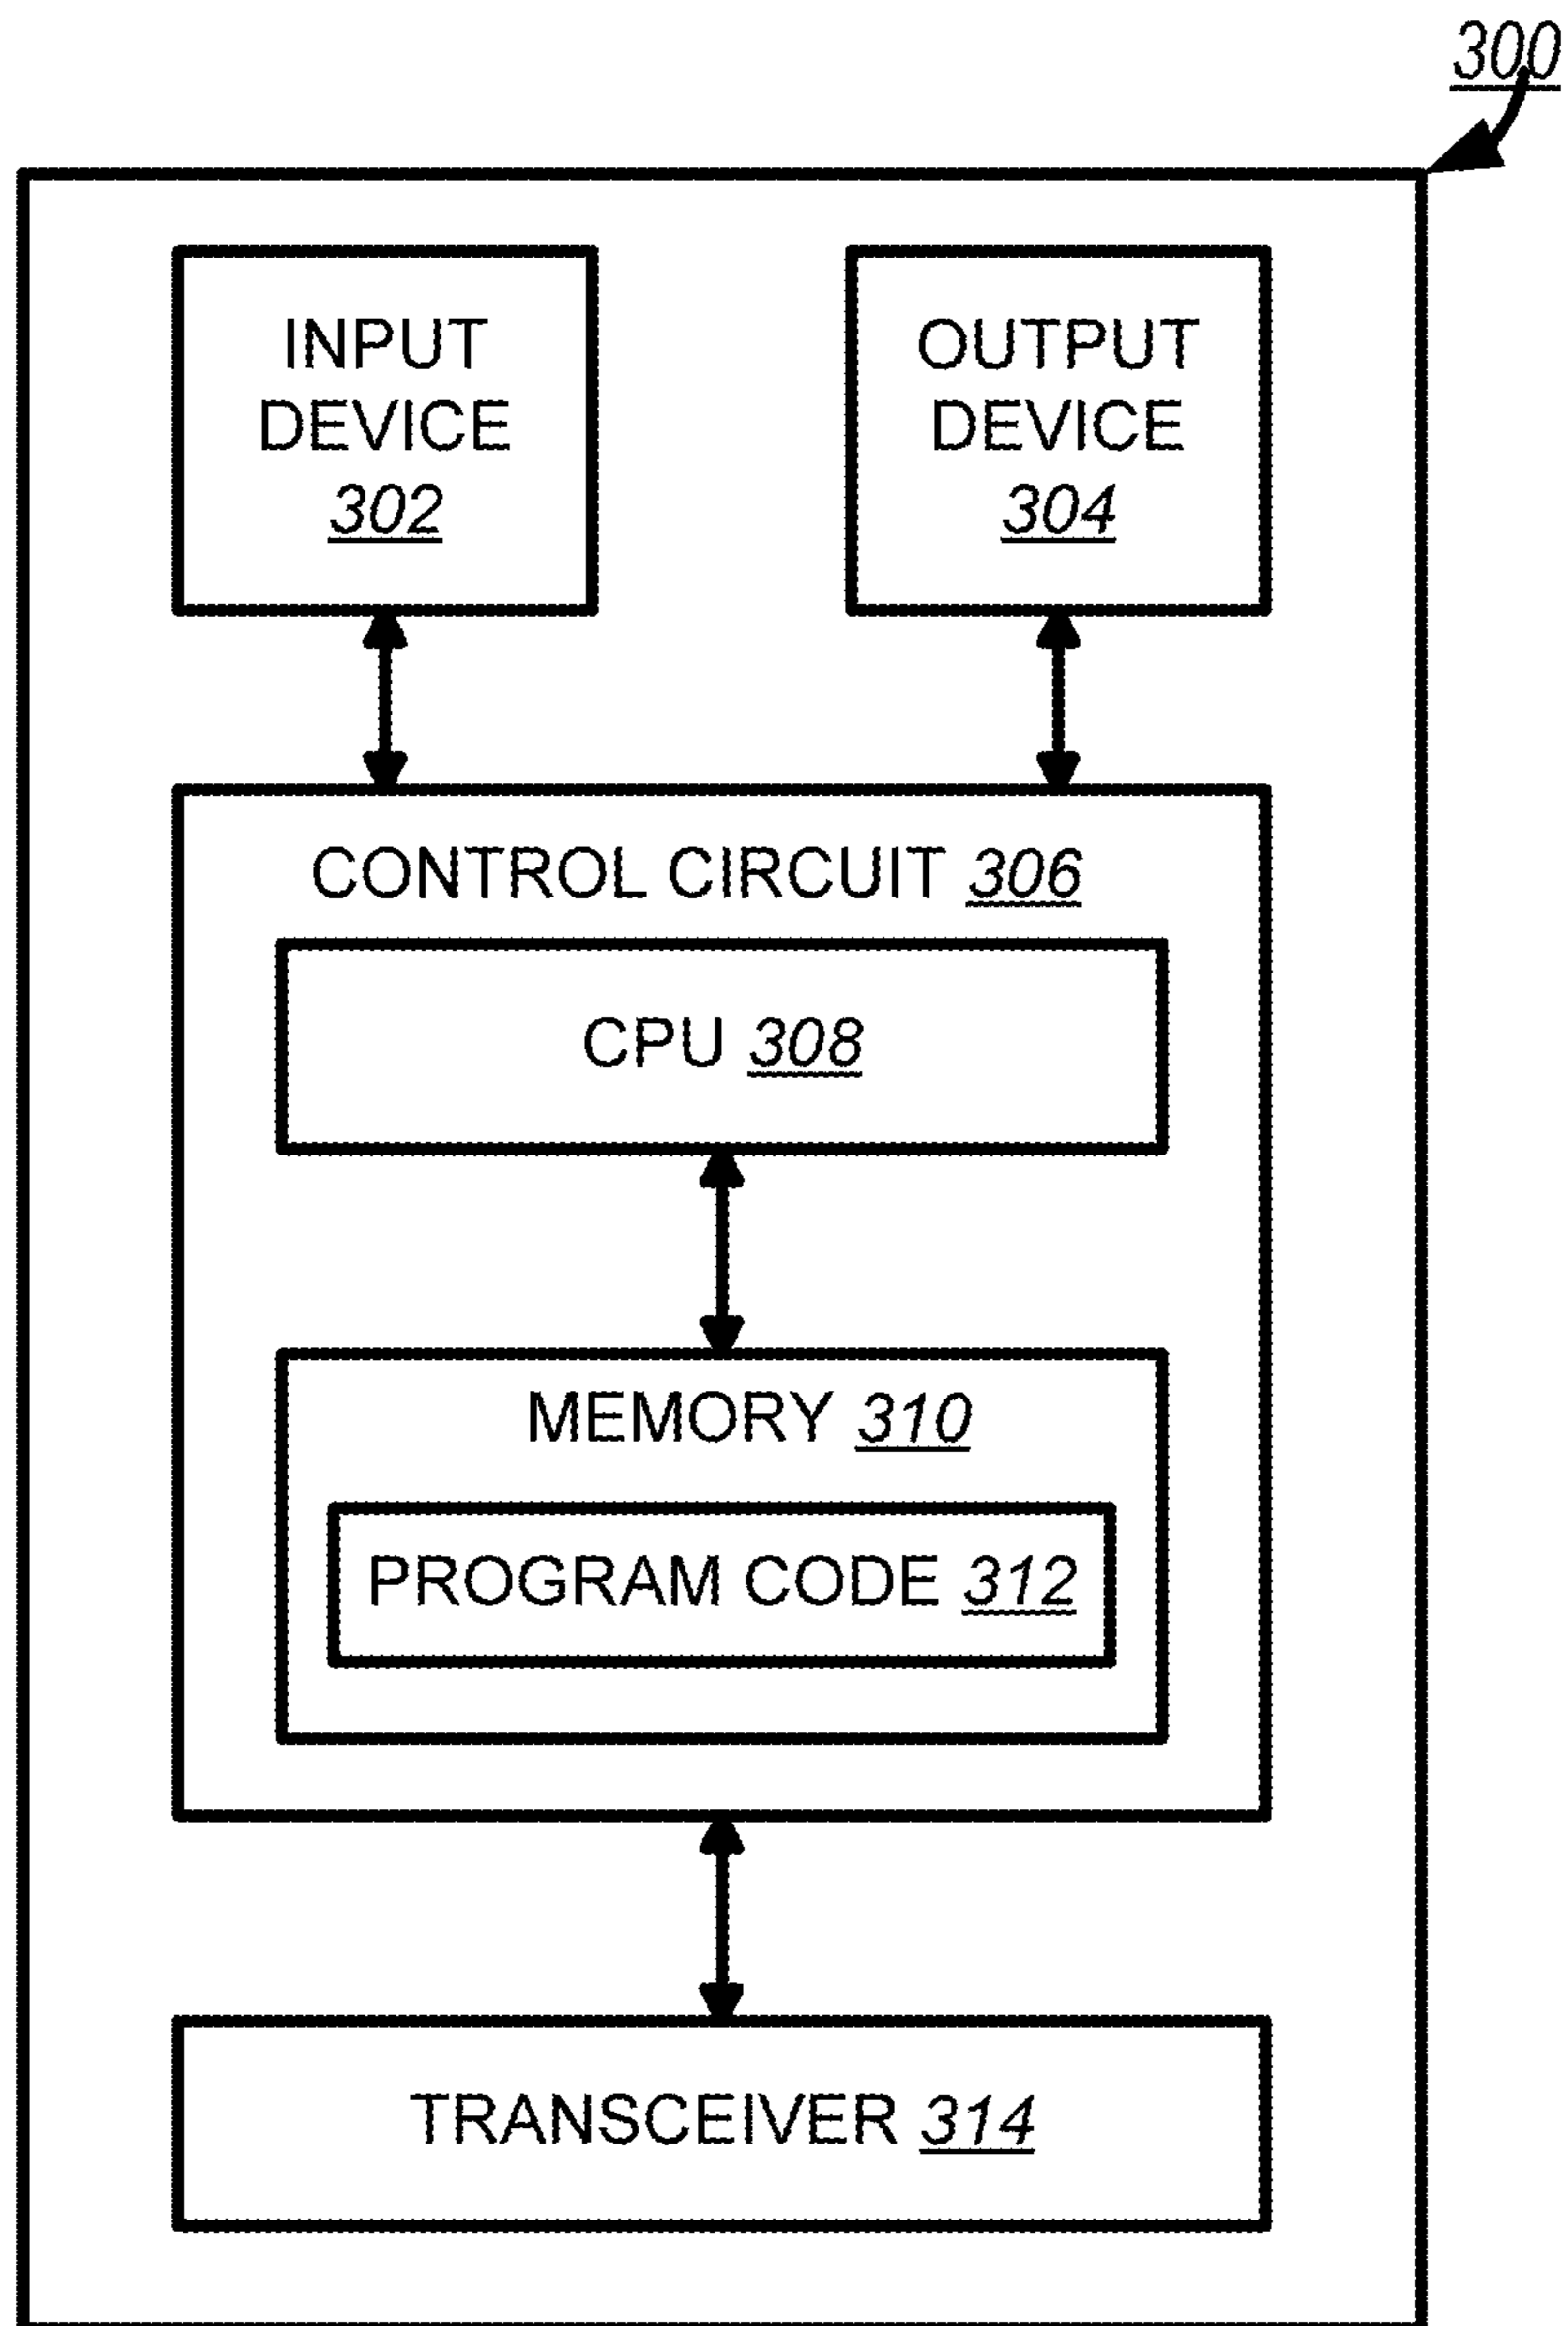 300
INPUT
DEVICE
302
OUTPUT
DEVICE
304
CONTROL CIRCUIT 306
CPU 308
MEMORY 310
PROGRAM CODE 312
TRANSCEIVER 314